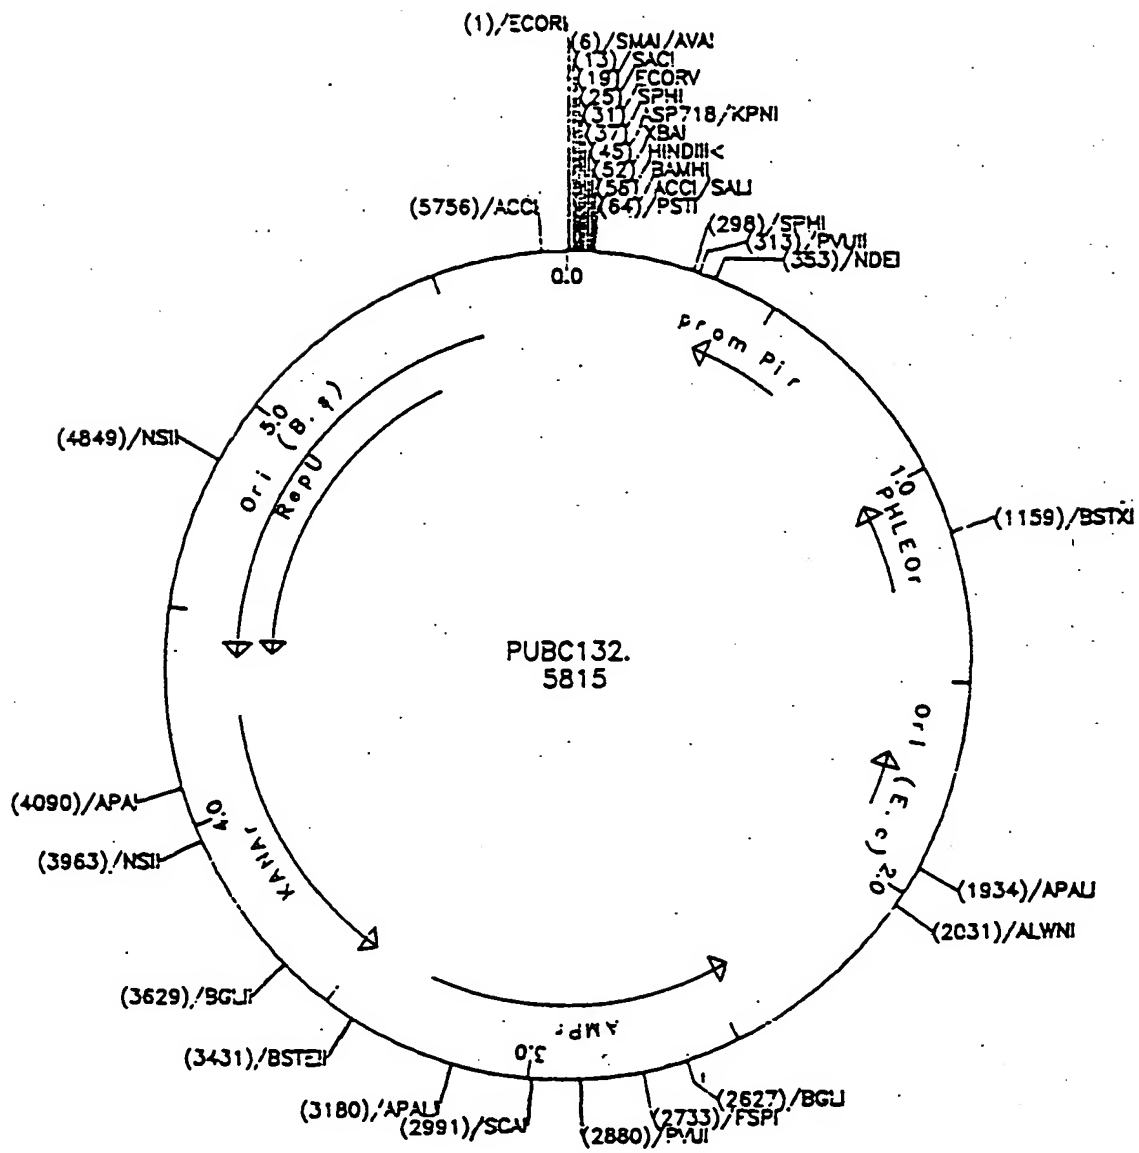 (1)/ECORI
(6)/SMAI/AVAI
(13)/SACI
(19)/ECORV
(25)/SPHI
(31)/ASP718/KPNI
(37)/XBAI
(45)/HINDIII<
(52)/BAMHI
(58)/ACCI/SALI
(64)/PSTI
(5756)/ACCI
(298)/SPHI
(313)/PVUII
(353)/NDEI
0.0
prom Pir
5.0
Ori (B. s)
RepU
(4849)/NSII
1.0
PHLEOr
(1159)/BSTXI
PUBC132.
5815
OrI (E. c)
2.0
(4090)/APAI
4.0
KANAr
(3963)/NSII
(1934)/APALI
(2031)/ALWNI
(3629)/BGLII
(3431)/BSTEII
AMPr
3.0
(3180)/APALI
(2991)/SCAI
(2880)/PVUI
(2733)/FSPI
(2627)/BGLI